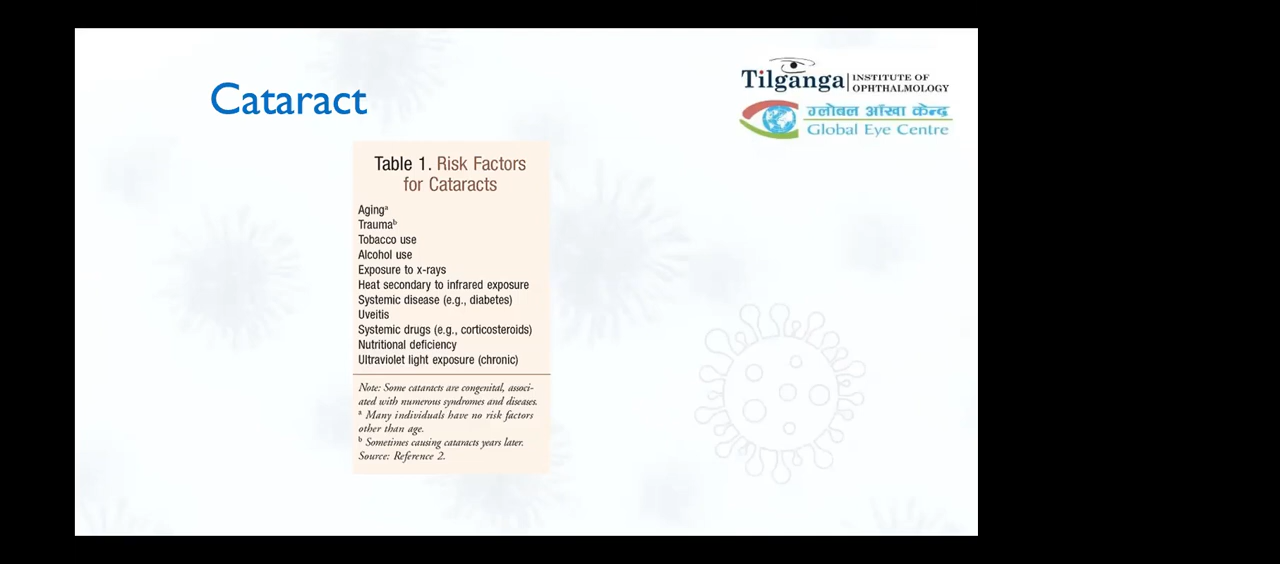 Cataract
Tilganga INSTITUTE OF
OPHTHALMOLOGY
ग्लोबल आँखा केन्द्र
Global Eye Centre
Table 1. Risk Factors
for Cataracts
Agingᵃ
Traumaᵇ
Tobacco use
Alcohol use
Exposure to x-rays
Heat secondary to infrared exposure
Systemic disease (e.g., diabetes)
Uveitis
Systemic drugs (e.g., corticosteroids)
Nutritional deficiency
Ultraviolet light exposure (chronic)
Note: Some cataracts are congenital, associ-
ated with numerous syndromes and diseases.
ᵃ Many individuals have no risk factors
other than age.
ᵇ Sometimes causing cataracts years later.
Source: Reference 2.